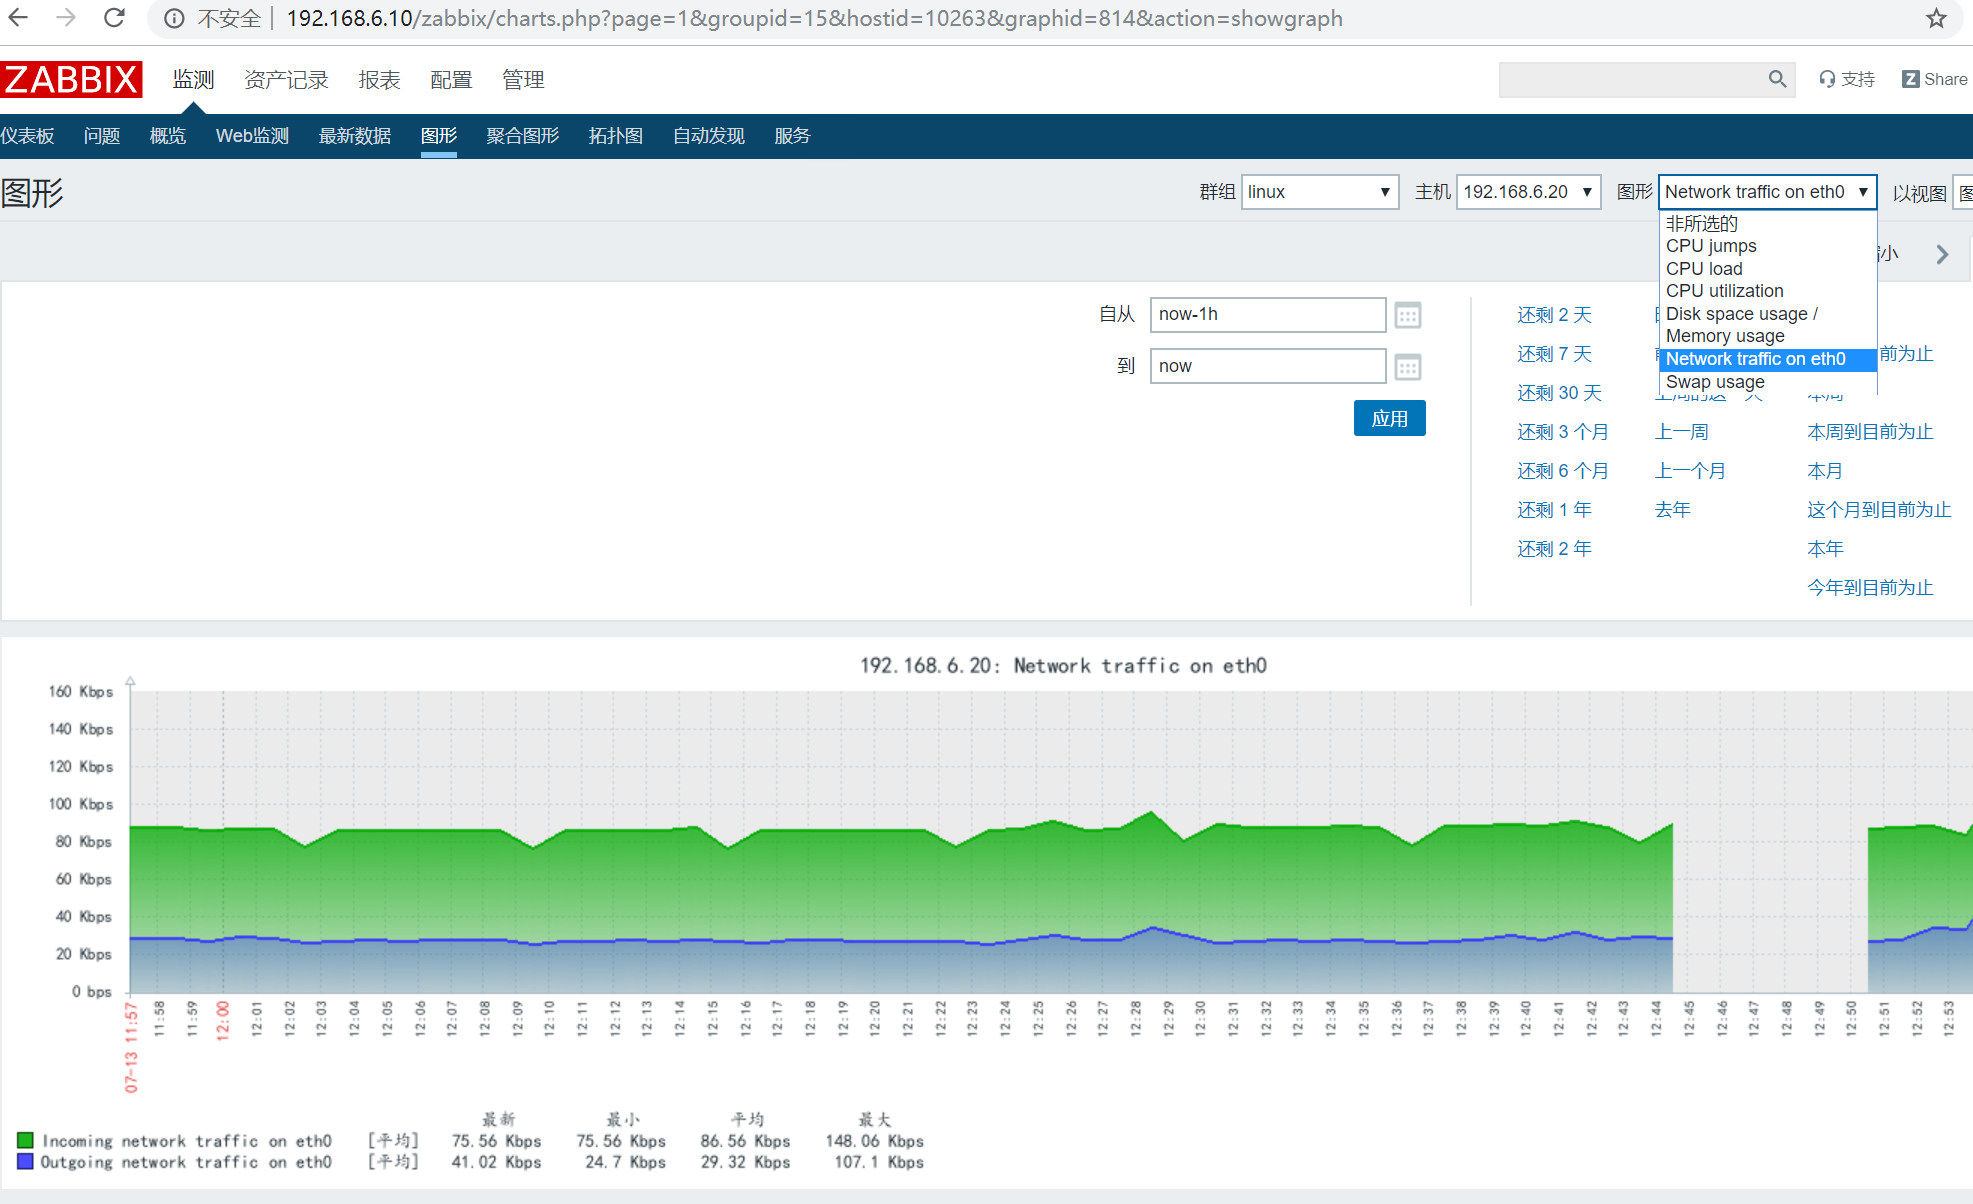 不安全 | 192.168.6.10/zabbix/charts.php?page=1&groupid=15&hostid=10263&graphid=814&action=showgraph
ZABBIX 监测 资产记录 报表 配置 管理 支持 Z Share
仪表板 问题 概览 Web监测 最新数据 图形 聚合图形 拓扑图 自动发现 服务
图形 群组 linux 主机 192.168.6.20 图形 Network traffic on eth0 以视图
非所选的
CPU jumps
CPU load 小
CPU utilization
Disk space usage /
Memory usage
Network traffic on eth0
Swap usage
自从 now-1h
到 now
应用
还剩 2 天
还剩 7 天 前为止
还剩 30 天 上周的这一天 本周
还剩 3 个月 上一周 本周到目前为止
还剩 6 个月 上一个月 本月
还剩 1 年 去年 这个月到目前为止
还剩 2 年 本年
今年到目前为止
192.168.6.20: Network traffic on eth0
160 Kbps
140 Kbps
120 Kbps
100 Kbps
80 Kbps
60 Kbps
40 Kbps
20 Kbps
0 bps
07-13 11:57 11:58 11:59 12:00 12:01 12:02 12:03 12:04 12:05 12:06 12:07 12:08 12:09 12:10 12:11 12:12 12:13 12:14 12:15 12:16 12:17 12:18 12:19 12:20 12:21 12:22 12:23 12:24 12:25 12:26 12:27 12:28 12:29 12:30 12:31 12:32 12:33 12:34 12:35 12:36 12:37 12:38 12:39 12:40 12:41 12:42 12:43 12:44 12:45 12:46 12:47 12:48 12:49 12:50 12:51 12:52 12:53
最新 最小 平均 最大
Incoming network traffic on eth0 [平均] 75.56 Kbps 75.56 Kbps 86.56 Kbps 148.06 Kbps
Outgoing network traffic on eth0 [平均] 41.02 Kbps 24.7 Kbps 29.32 Kbps 107.1 Kbps